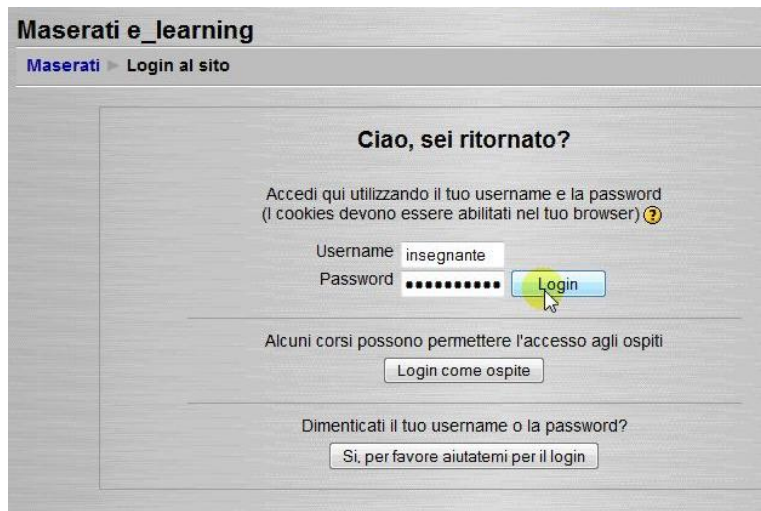 Maserati e_learning
Maserati ► Login al sito
Ciao, sei ritornato?
Accedi qui utilizzando il tuo username e la password
(I cookies devono essere abilitati nel tuo browser) ?
Username insegnante
Password ●●●●●●●●●● Login
Alcuni corsi possono permettere l'accesso agli ospiti
Login come ospite
Dimenticati il tuo username o la password?
Si, per favore aiutatemi per il login